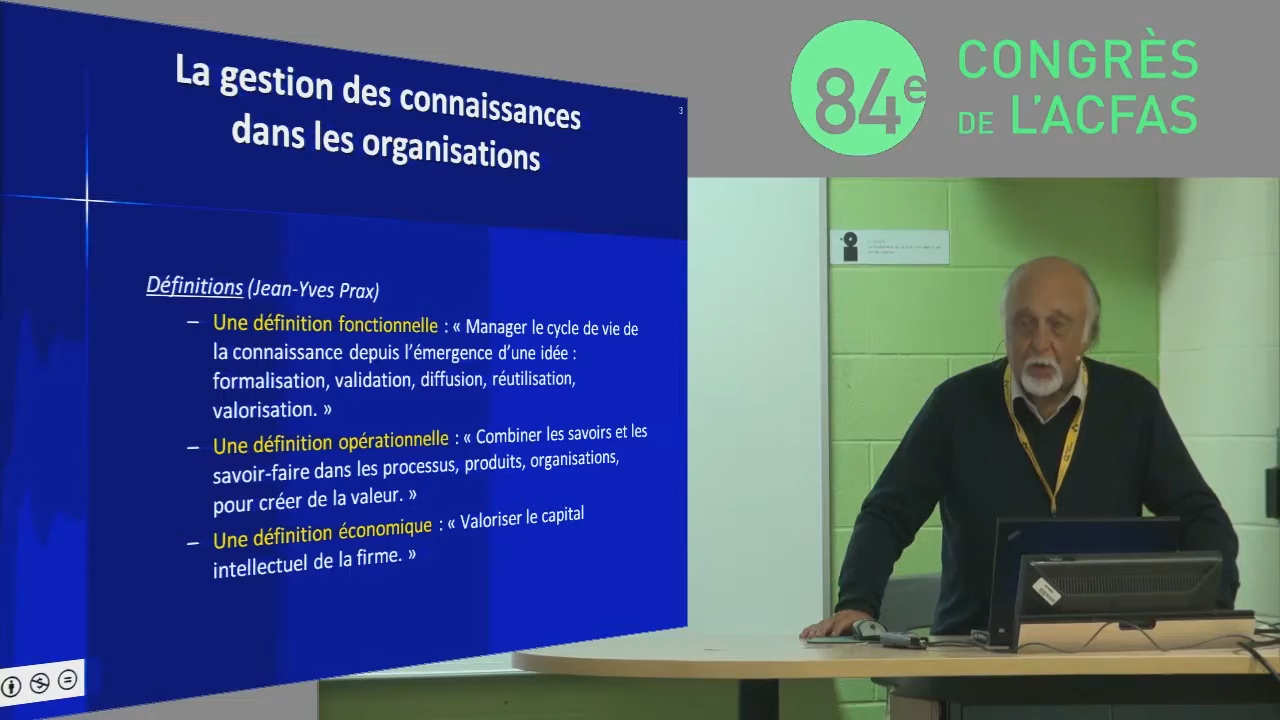 La gestion des connaissances
dans les organisations
3
Définitions (Jean-Yves Prax)
– Une définition fonctionnelle : « Manager le cycle de vie de
la connaissance depuis l’émergence d’une idée :
formalisation, validation, diffusion, réutilisation,
valorisation. »
– Une définition opérationnelle : « Combiner les savoirs et les
savoir-faire dans les processus, produits, organisations,
pour créer de la valeur. »
– Une définition économique : « Valoriser le capital
intellectuel de la firme. »
84e
CONGRÈS
DE L’ACFAS